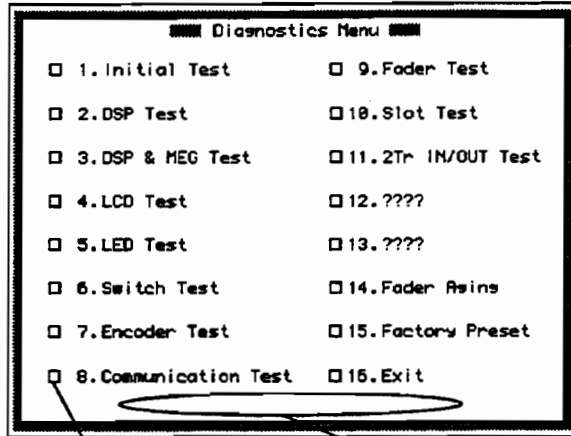 Diagnostics Menu
1.Initial Test
2.DSP Test
3.DSP & MEG Test
4.LCD Test
5.LED Test
6.Switch Test
7.Encoder Test
8.Communication Test
9.Fader Test
10.Slot Test
11.2Tr IN/OUT Test
12.????
13.????
14.Fader Aging
15.Factory Preset
16.Exit